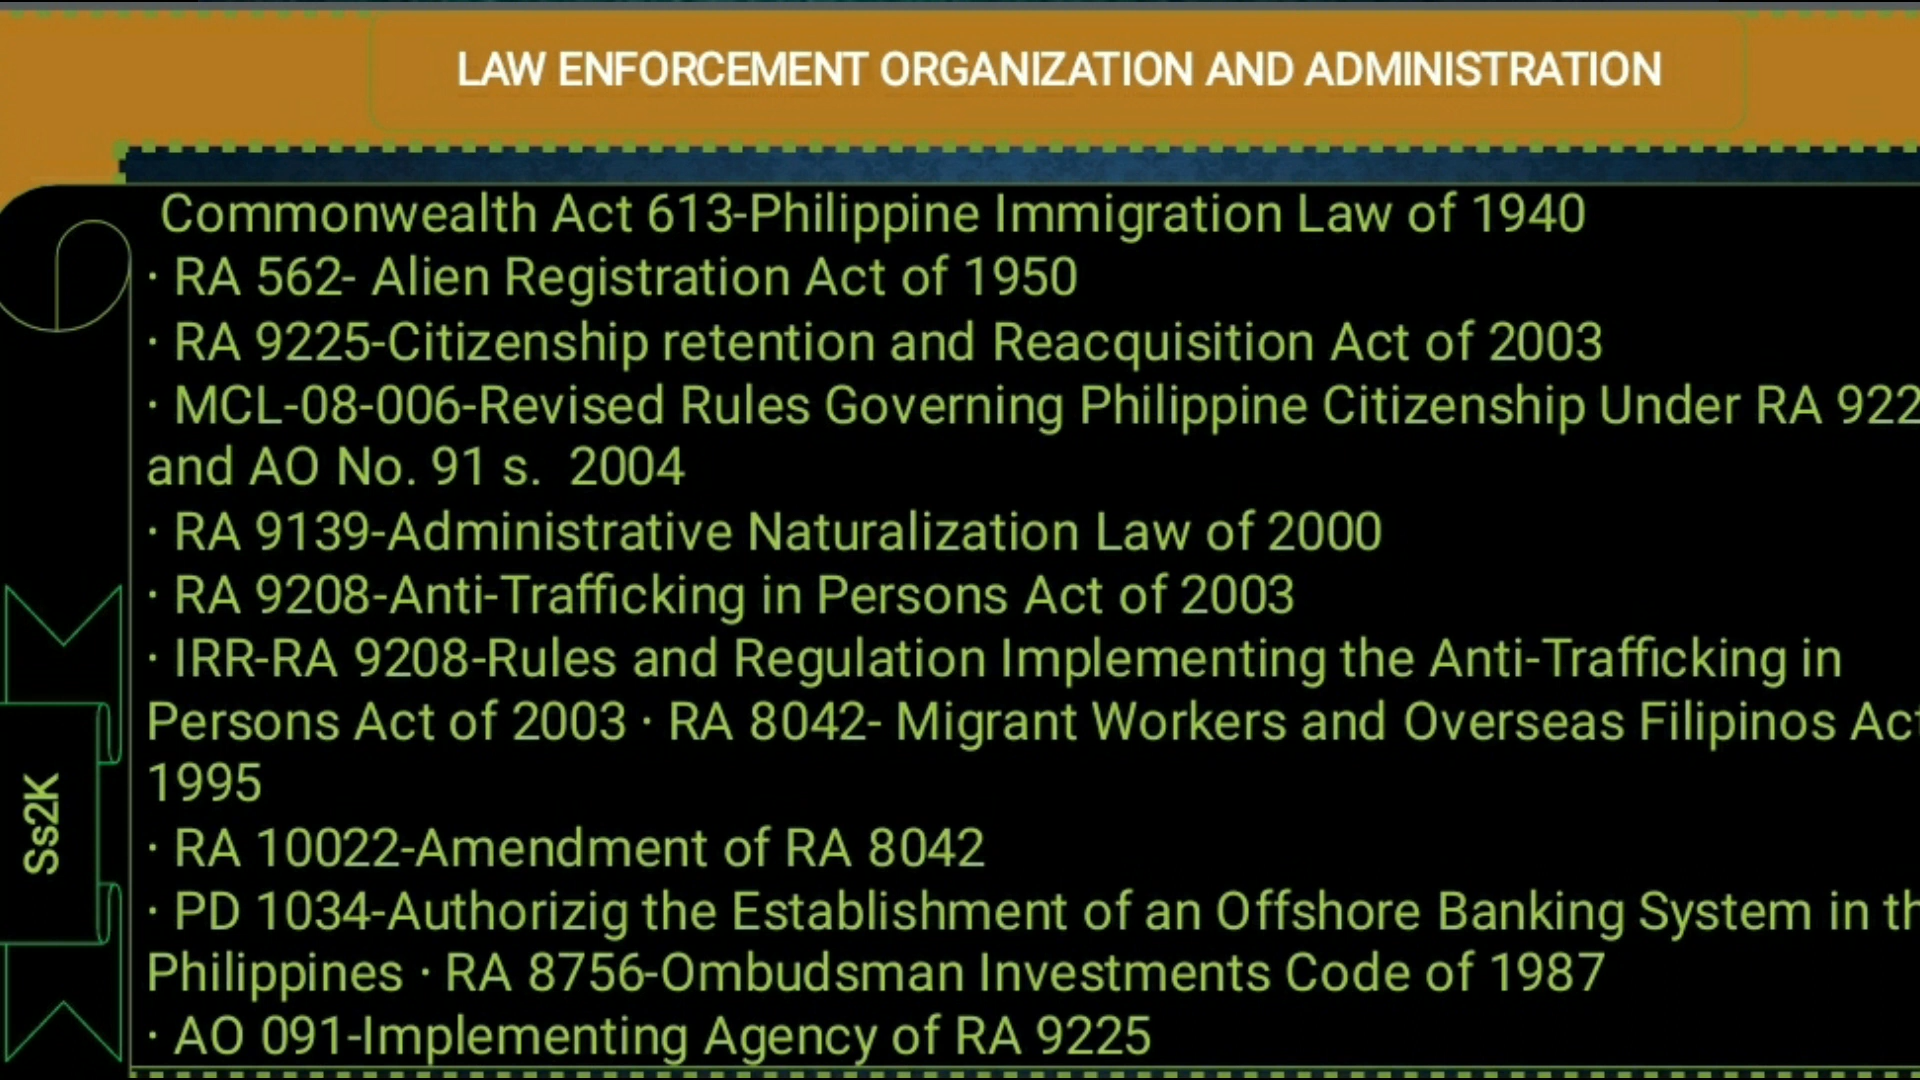 LAW ENFORCEMENT ORGANIZATION AND ADMINISTRATION
Commonwealth Act 613-Philippine Immigration Law of 1940
· RA 562- Alien Registration Act of 1950
· RA 9225-Citizenship retention and Reacquisition Act of 2003
· MCL-08-006-Revised Rules Governing Philippine Citizenship Under RA 922
and AO No. 91 s. 2004
· RA 9139-Administrative Naturalization Law of 2000
· RA 9208-Anti-Trafficking in Persons Act of 2003
· IRR-RA 9208-Rules and Regulation Implementing the Anti-Trafficking in
Persons Act of 2003 · RA 8042- Migrant Workers and Overseas Filipinos Act
1995
· RA 10022-Amendment of RA 8042
· PD 1034-Authorizig the Establishment of an Offshore Banking System in th
Philippines · RA 8756-Ombudsman Investments Code of 1987
· AO 091-Implementing Agency of RA 9225
Ss2K